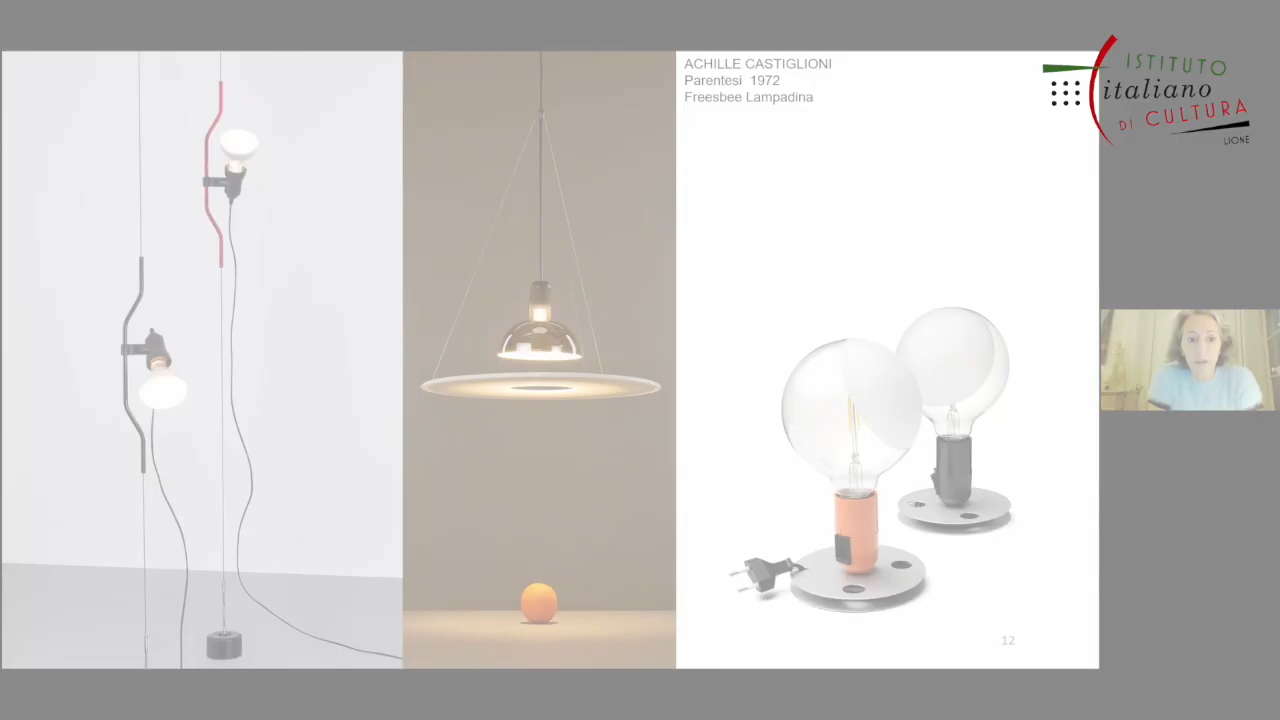 ACHILLE CASTIGLIONI
Parentesi 1972
Freesbee Lampadina
ISTITUTO
italiano
DI CULTURA
LIONE
12